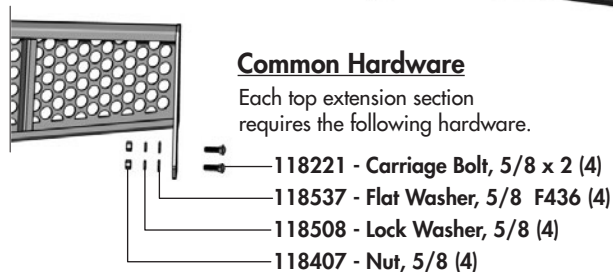 Common Hardware
Each top extension section
requires the following hardware.
118221 - Carriage Bolt, 5/8 x 2 (4)
118537 - Flat Washer, 5/8 F436 (4)
118508 - Lock Washer, 5/8 (4)
118407 - Nut, 5/8 (4)